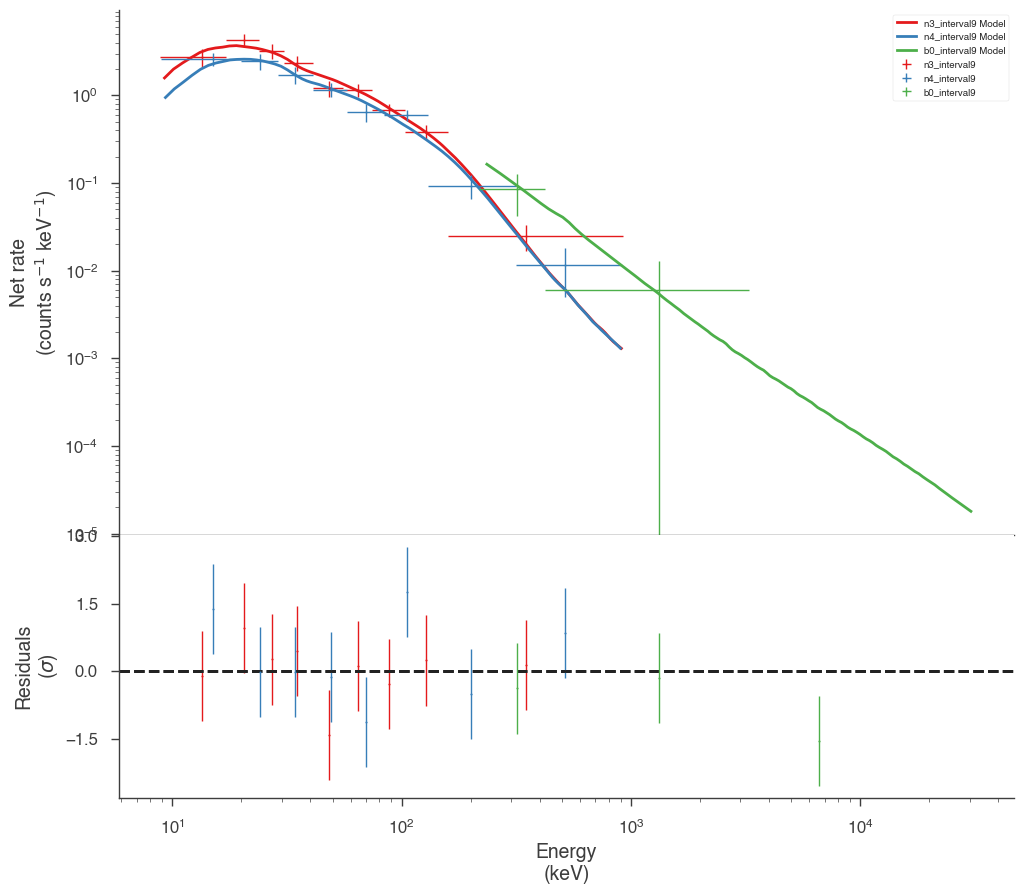 n3_interval9 Model
n4_interval9 Model
b0_interval9 Model
n3_interval9
n4_interval9
b0_interval9
Net rate
(counts s⁻¹ keV⁻¹)
10⁰
10⁻¹
10⁻²
10⁻³
10⁻⁴
10⁻⁵
3.0
1.5
0.0
−1.5
Residuals
(σ)
10¹
10²
10³
10⁴
Energy
(keV)